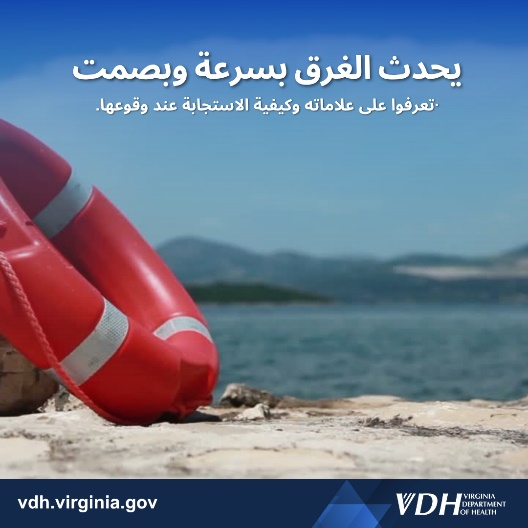 يحدث الغرق بسرعة وبصمت
تعرفوا على علاماته وكيفية الاستجابة عند وقوعها.
vdh.virginia.gov
VDH VIRGINIA
DEPARTMENT
OF HEALTH